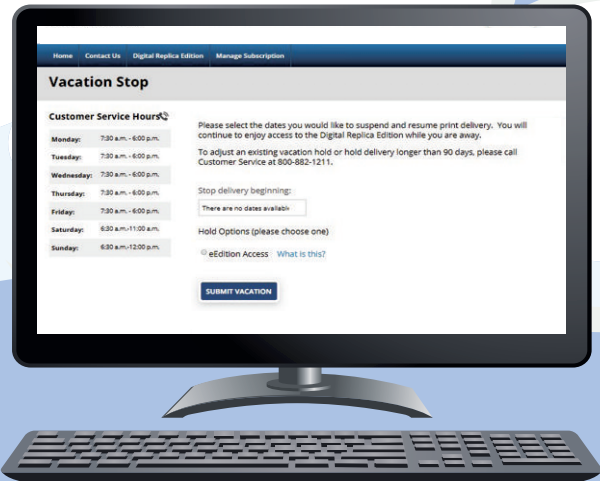 Home Contact Us Digital Replica Edition Manage Subscription
Vacation Stop
Customer Service Hours
Monday: 7:30 a.m. - 6:00 p.m.
Tuesday: 7:30 a.m. - 6:00 p.m.
Wednesday: 7:30 a.m. - 6:00 p.m.
Thursday: 7:30 a.m. - 6:00 p.m.
Friday: 7:30 a.m. - 6:00 p.m.
Saturday: 6:30 a.m.-11:00 a.m.
Sunday: 6:30 a.m.-12:00 p.m.
Please select the dates you would like to suspend and resume print delivery. You will
continue to enjoy access to the Digital Replica Edition while you are away.
To adjust an existing vacation hold or hold delivery longer than 90 days, please call
Customer Service at 800-882-1211.
Stop delivery beginning:
There are no dates availabl
Hold Options (please choose one)
eEdition Access What is this?
SUBMIT VACATION